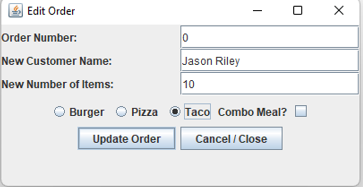 Edit Order
Order Number: 0
New Customer Name: Jason Riley
New Number of Items: 10
Burger Pizza Taco Combo Meal?
Update Order Cancel / Close